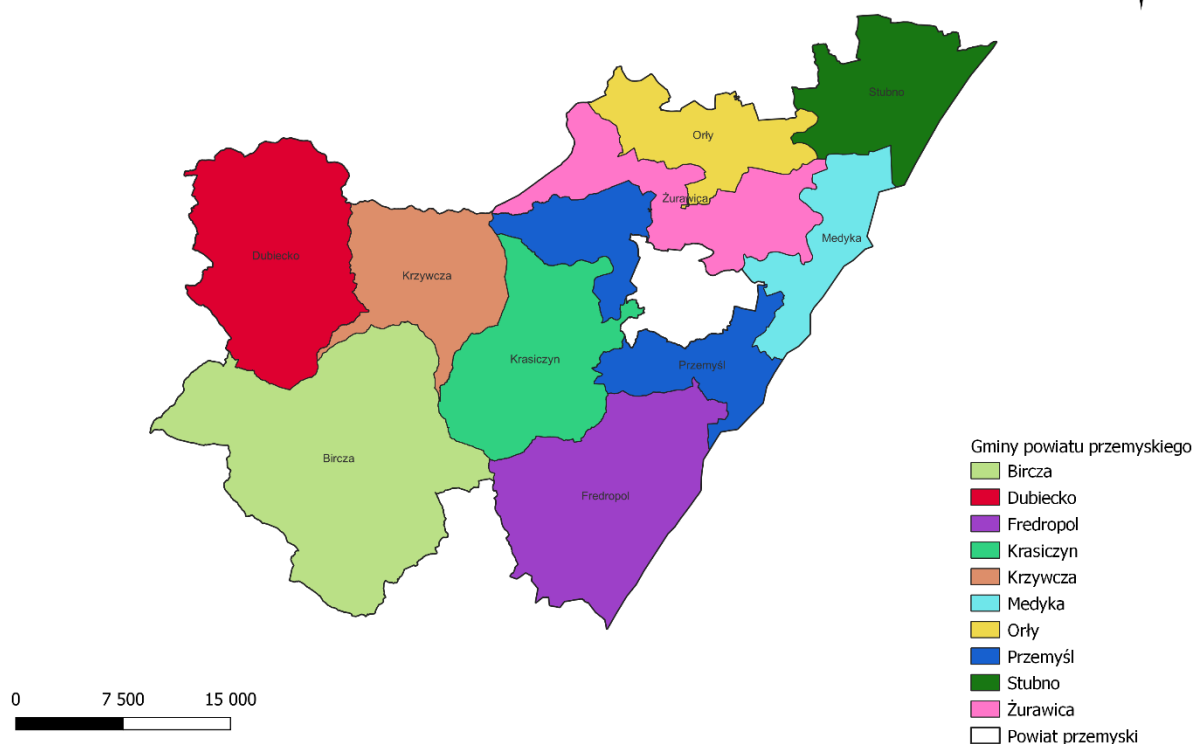 Stubno
Orły
Żurawica
Medyka
Dubiecko
Krzywcza
Krasiczyn
Przemyśl
Bircza
Fredropol
Gminy powiatu przemyskiego
Bircza
Dubiecko
Fredropol
Krasiczyn
Krzywcza
Medyka
Orły
Przemyśl
Stubno
Żurawica
Powiat przemyski
0 7 500 15 000